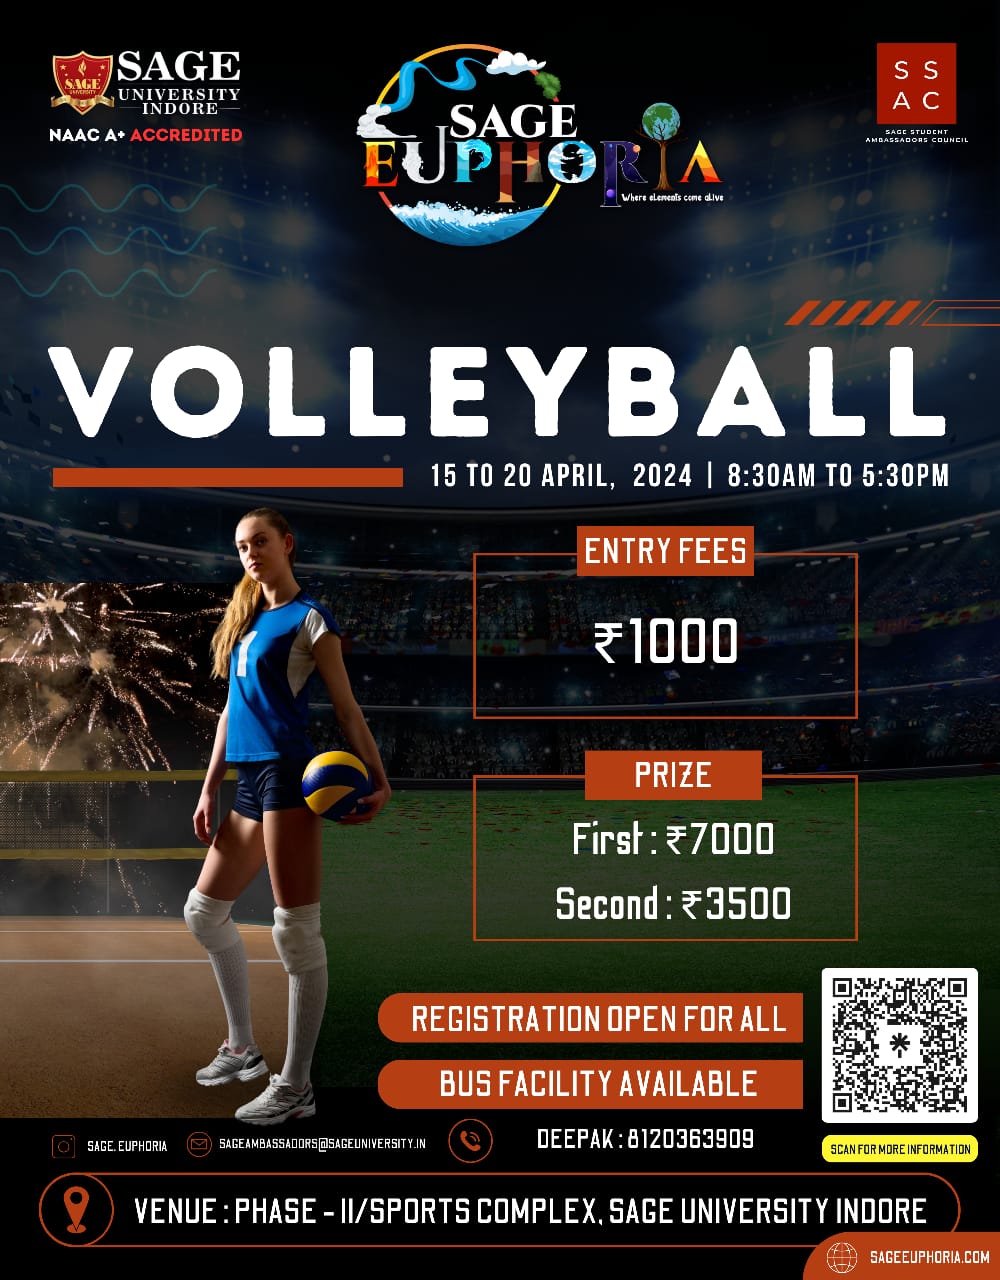 SAGE
UNIVERSITY
INDORE
NAAC A+ ACCREDITED
SAGE
UNIVERSITY
SAGE
EUPHORIA
Where elements come alive
S S
A C
SAGE STUDENT
AMBASSADORS COUNCIL
VOLLEYBALL
15 TO 20 APRIL, 2024 | 8:30AM TO 5:30PM
ENTRY FEES
₹1000
1
PRIZE
First : ₹7000
Second : ₹3500
REGISTRATION OPEN FOR ALL
BUS FACILITY AVAILABLE
SAGE. EUPHORIA
SAGEAMBASSADORS@SAGEUNIVERSITY.IN
DEEPAK : 8120363909
SCAN FOR MORE INFORMATION
VENUE : PHASE - II/SPORTS COMPLEX, SAGE UNIVERSITY INDORE
SAGEEUPHORIA.COM